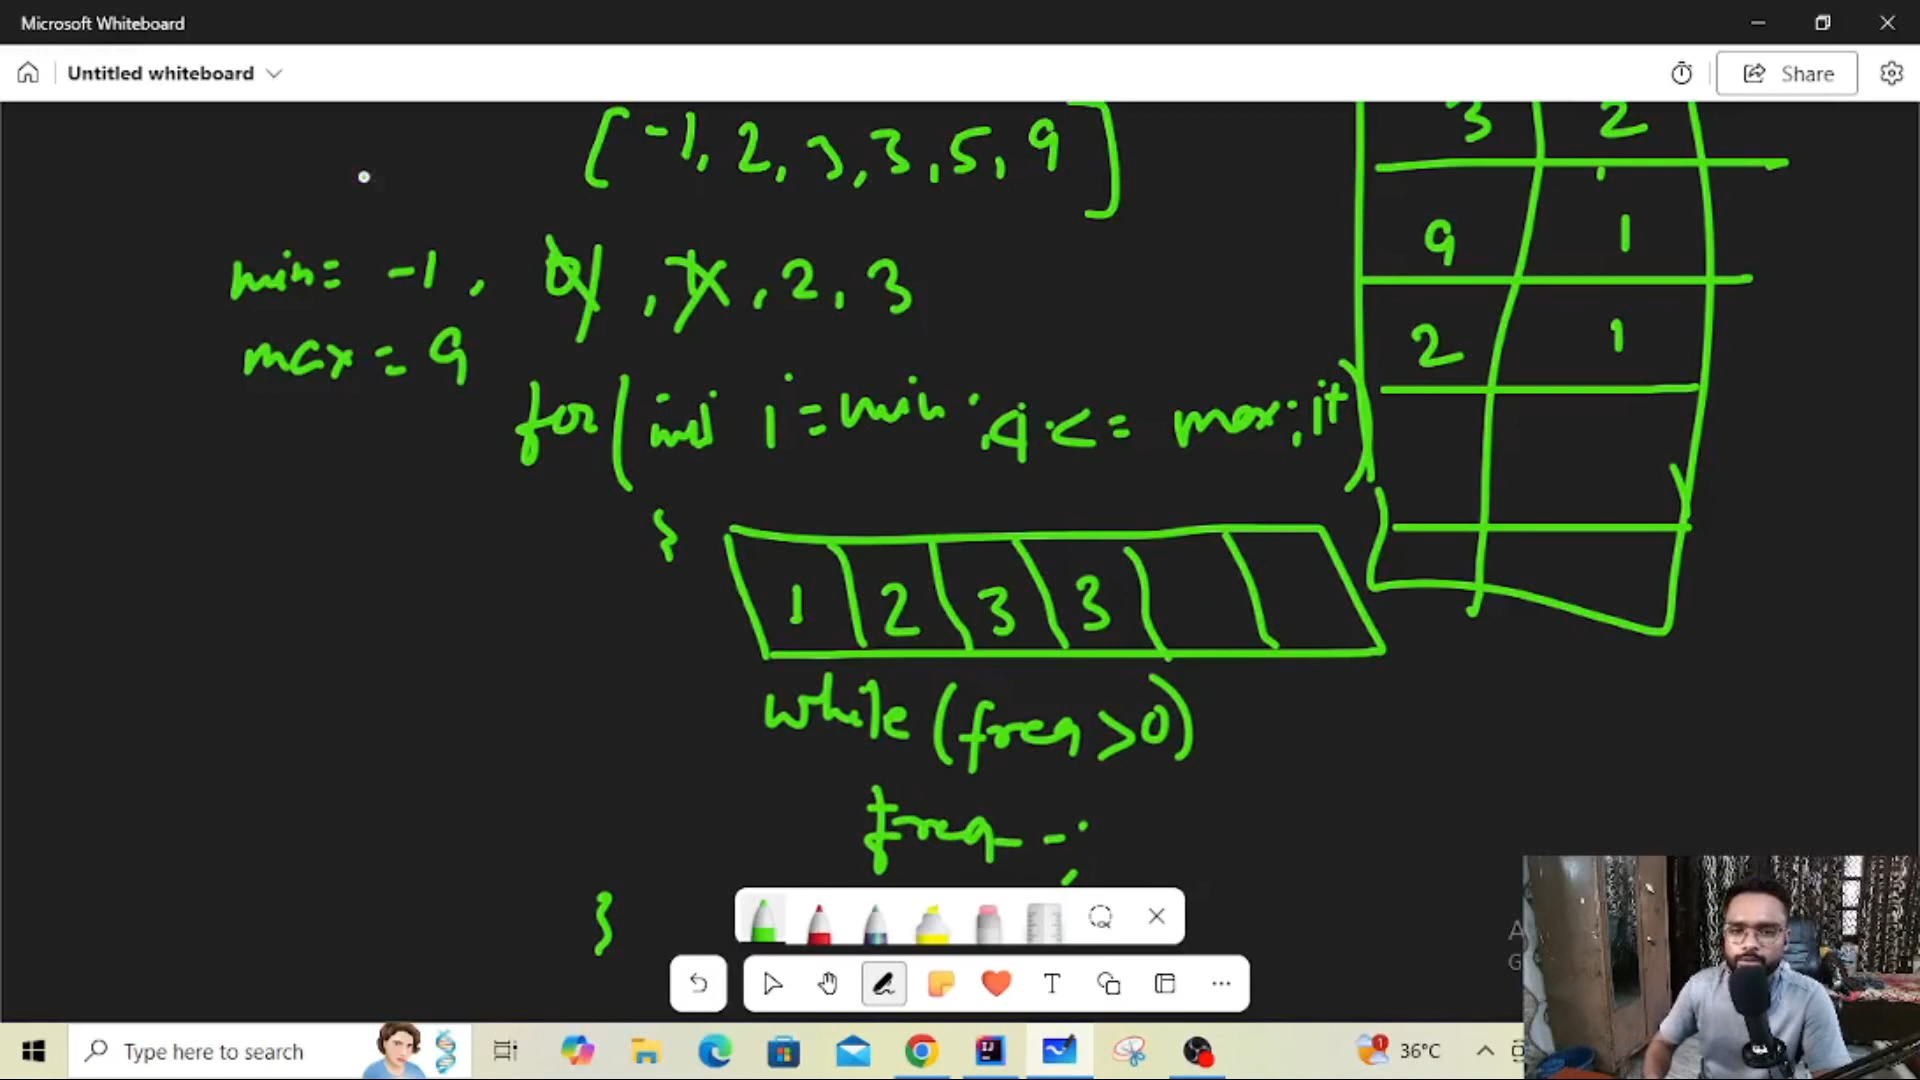 Microsoft Whiteboard
Untitled whiteboard
Share
[-1, 2, 3, 3, 5, 9]
3 2
9 1
2 1
min = -1, 0, 1, 2, 3
max = 9
for( int i = min; i <= max; i+)
}
1 2 3 3
while (freq > 0)
freq -;
}
A
G
Type here to search
1
36°C